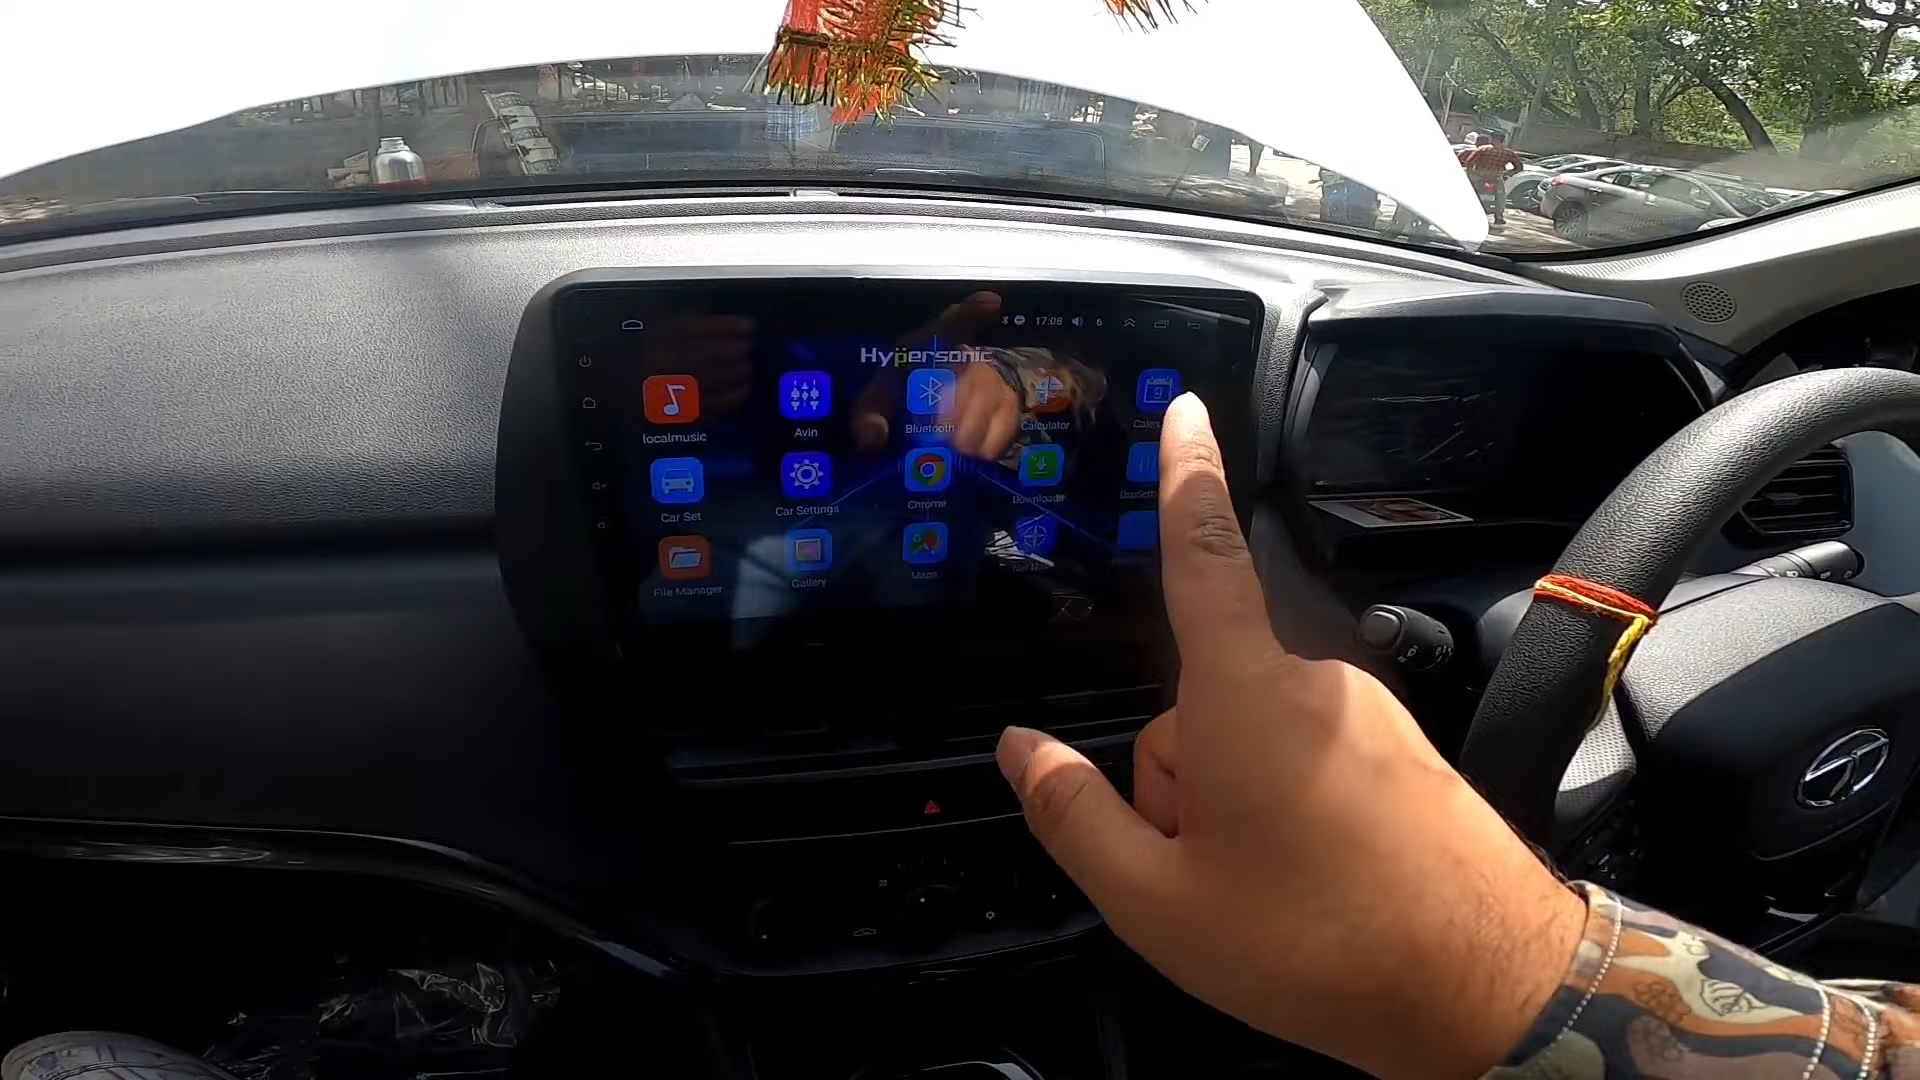 17:08 6
Hypersonic
localmusic Avin Bluetooth Calculator
Car Set Car Settings Chrome Downloads
File Manager Gallery Maps